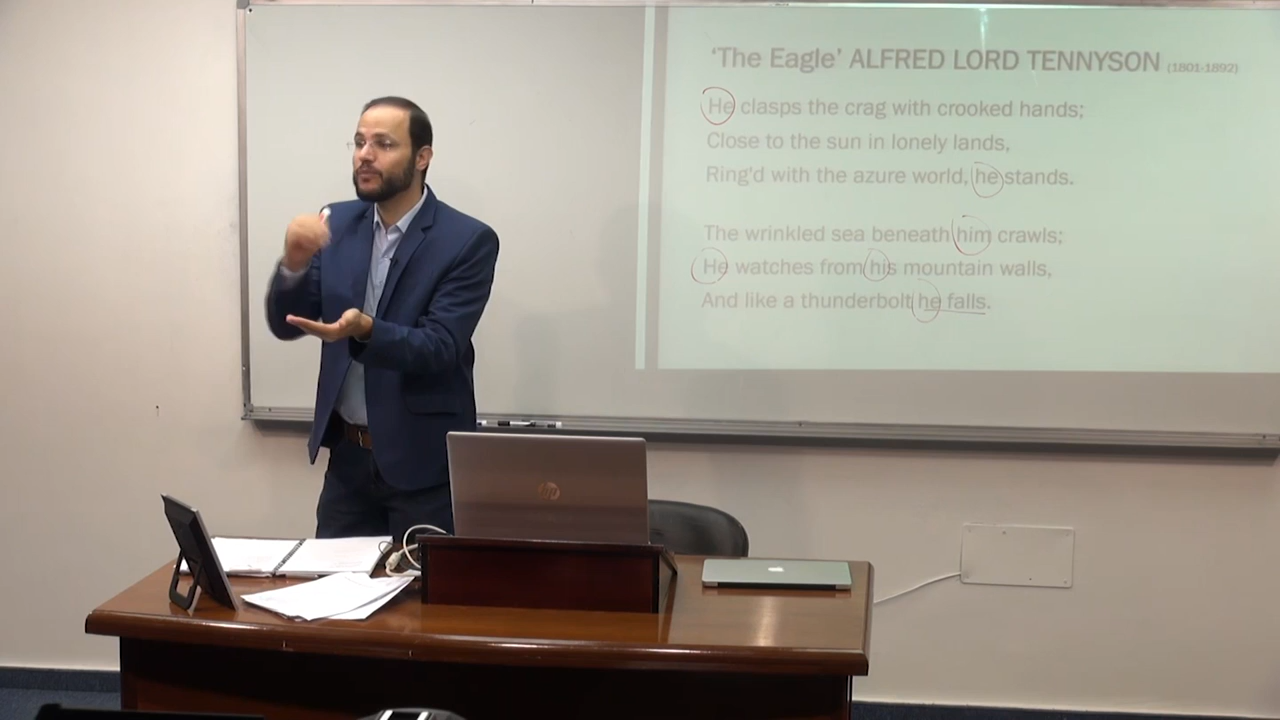 ‘The Eagle’ ALFRED LORD TENNYSON (1801-1892)
He clasps the crag with crooked hands;
Close to the sun in lonely lands,
Ring'd with the azure world, he stands.
The wrinkled sea beneath him crawls;
He watches from his mountain walls,
And like a thunderbolt he falls.
hp